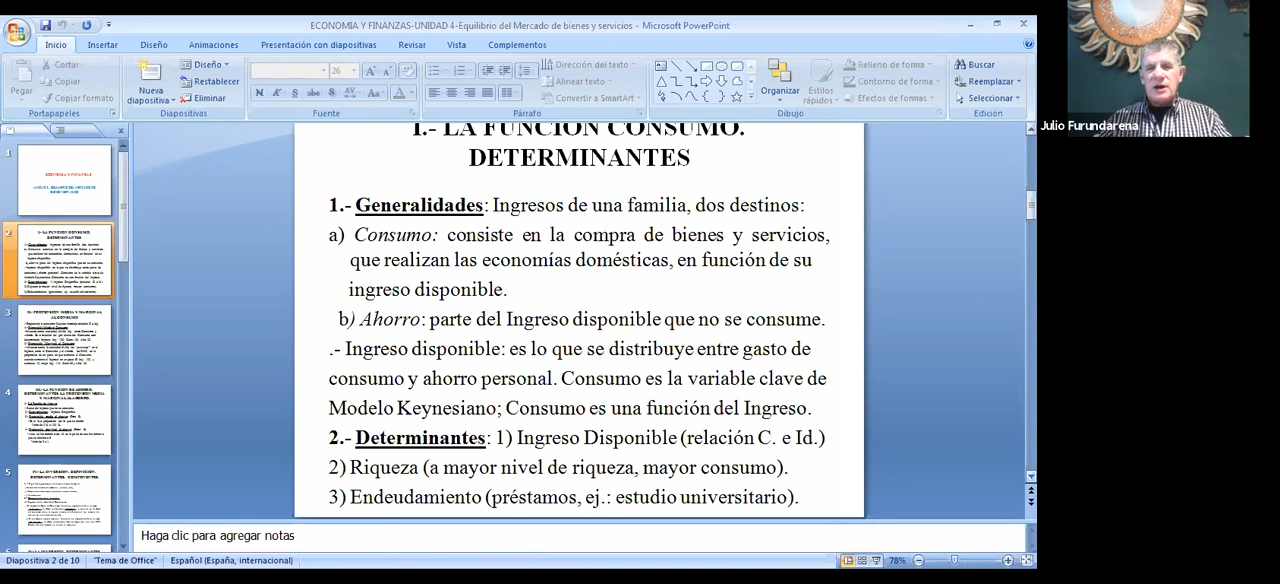 ECONOMIA Y FINANZAS-UNIDAD 4-Equilibrio del Mercado de bienes y servicios - Microsoft PowerPoint
Inicio Insertar Diseño Animaciones Presentación con diapositivas Revisar Vista Complementos
Pegar
Cortar
Copiar
Copiar formato
Portapapeles
Nueva
diapositiva
Diseño
Restablecer
Eliminar
Diapositivas
26
Fuente
Dirección del texto
Alinear texto
Convertir a SmartArt
Párrafo
Organizar
Estilos
rápidos
Relleno de forma
Contorno de forma
Efectos de formas
Dibujo
Buscar
Reemplazar
Seleccionar
Edición
Julio Furundarena
1
2
3
4
5
I.- LA FUNCION CONSUMO.
DETERMINANTES
1.- Generalidades: Ingresos de una familia, dos destinos:
a) Consumo: consiste en la compra de bienes y servicios,
que realizan las economías domésticas, en función de su
ingreso disponible.
b) Ahorro: parte del Ingreso disponible que no se consume.
.- Ingreso disponible: es lo que se distribuye entre gasto de
consumo y ahorro personal. Consumo es la variable clave de
Modelo Keynesiano; Consumo es una función del Ingreso.
2.- Determinantes: 1) Ingreso Disponible (relación C. e Id.)
2) Riqueza (a mayor nivel de riqueza, mayor consumo).
3) Endeudamiento (préstamos, ej.: estudio universitario).
Haga clic para agregar notas
Diapositiva 2 de 10 "Tema de Office" Español (España, internacional) 78%